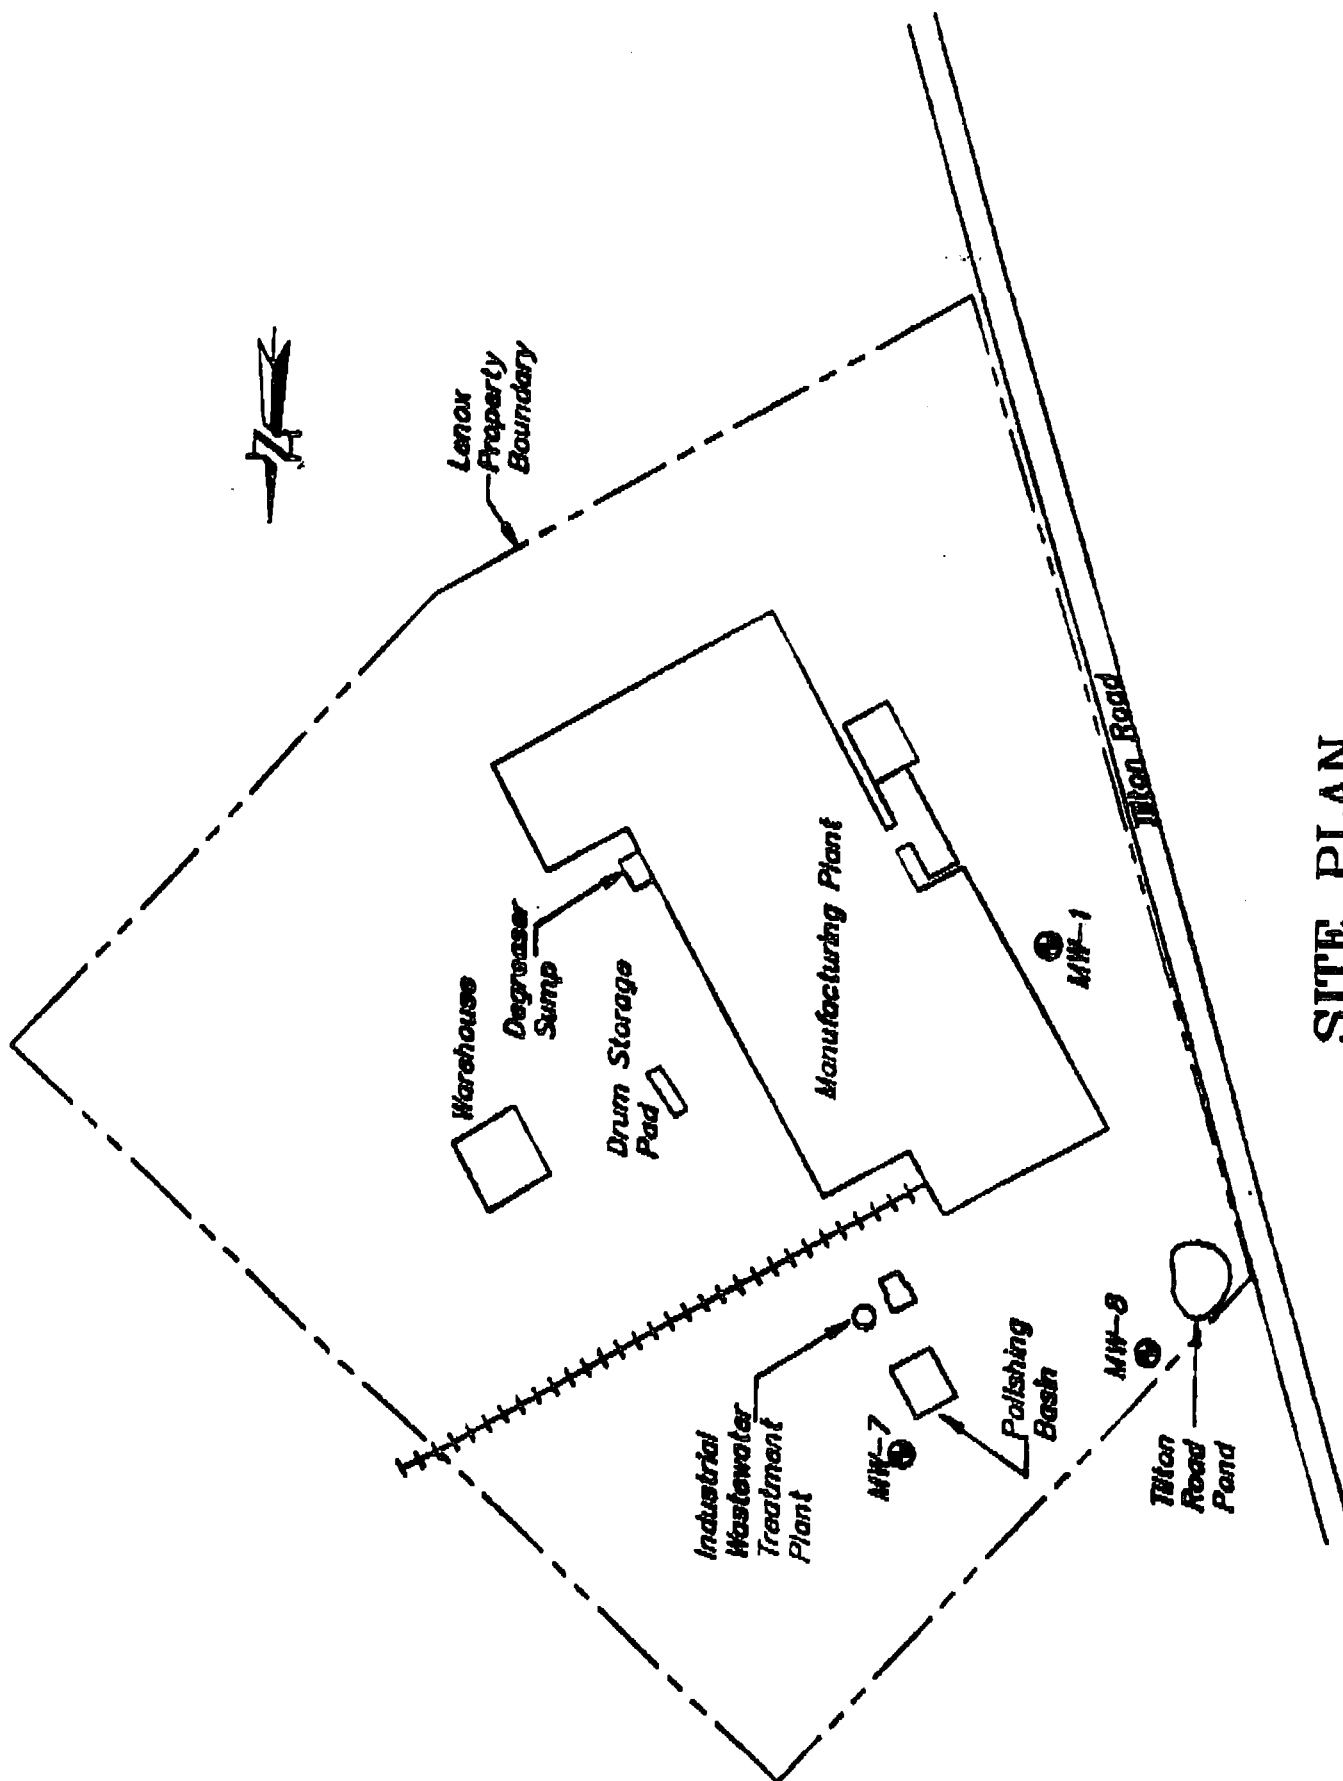 Lenox
Property
Boundary
Warehouse
Degreaser
Sump
Drum Storage
Pad
Manufacturing Plant
MW-1
Tilton Road
Industrial
Wastewater
Treatment
Plant
MW-7
Polishing
Basin
MW-8
Tilton
Road
Pond
N
SITE PLAN